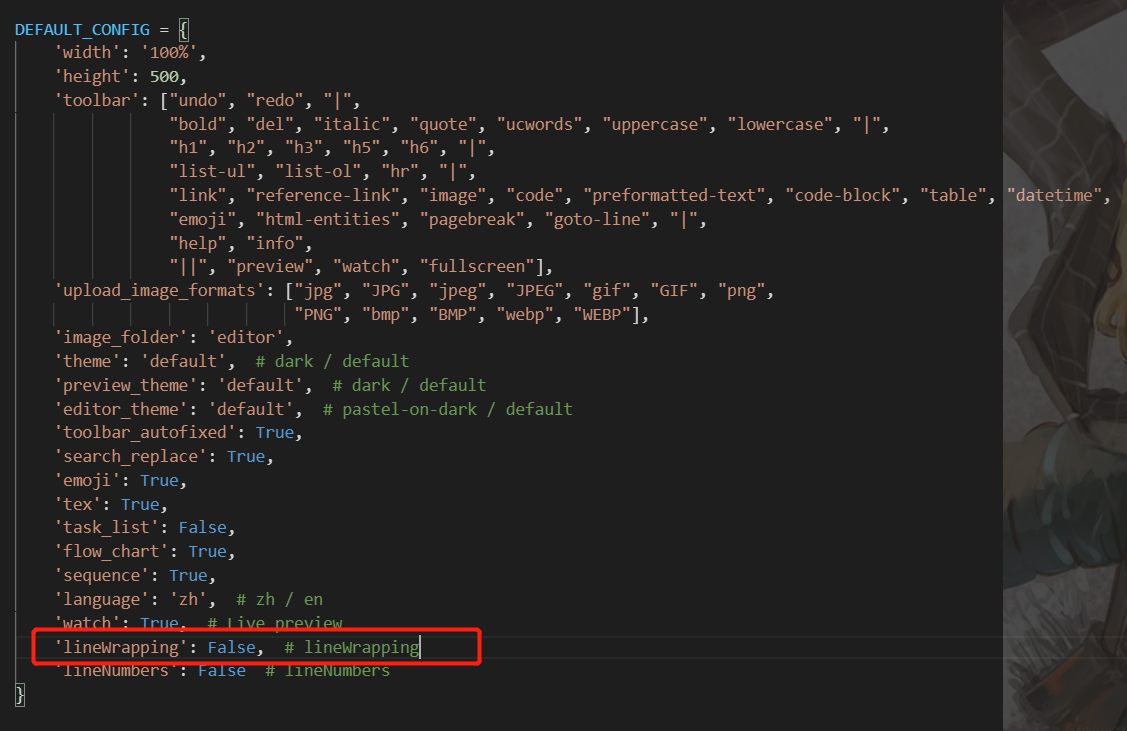 DEFAULT_CONFIG = {
'width': '100%',
'height': 500,
'toolbar': ["undo", "redo", "|",
"bold", "del", "italic", "quote", "ucwords", "uppercase", "lowercase", "|",
"h1", "h2", "h3", "h5", "h6", "|",
"list-ul", "list-ol", "hr", "|",
"link", "reference-link", "image", "code", "preformatted-text", "code-block", "table", "datetime",
"emoji", "html-entities", "pagebreak", "goto-line", "|",
"help", "info",
"||", "preview", "watch", "fullscreen"],
'upload_image_formats': ["jpg", "JPG", "jpeg", "JPEG", "gif", "GIF", "png",
"PNG", "bmp", "BMP", "webp", "WEBP"],
'image_folder': 'editor',
'theme': 'default',  # dark / default
'preview_theme': 'default',  # dark / default
'editor_theme': 'default',  # pastel-on-dark / default
'toolbar_autofixed': True,
'search_replace': True,
'emoji': True,
'tex': True,
'task_list': False,
'flow_chart': True,
'sequence': True,
'language': 'zh',  # zh / en
'watch': True,  # Live preview
'lineWrapping': False,  # lineWrapping
'lineNumbers': False  # lineNumbers
}